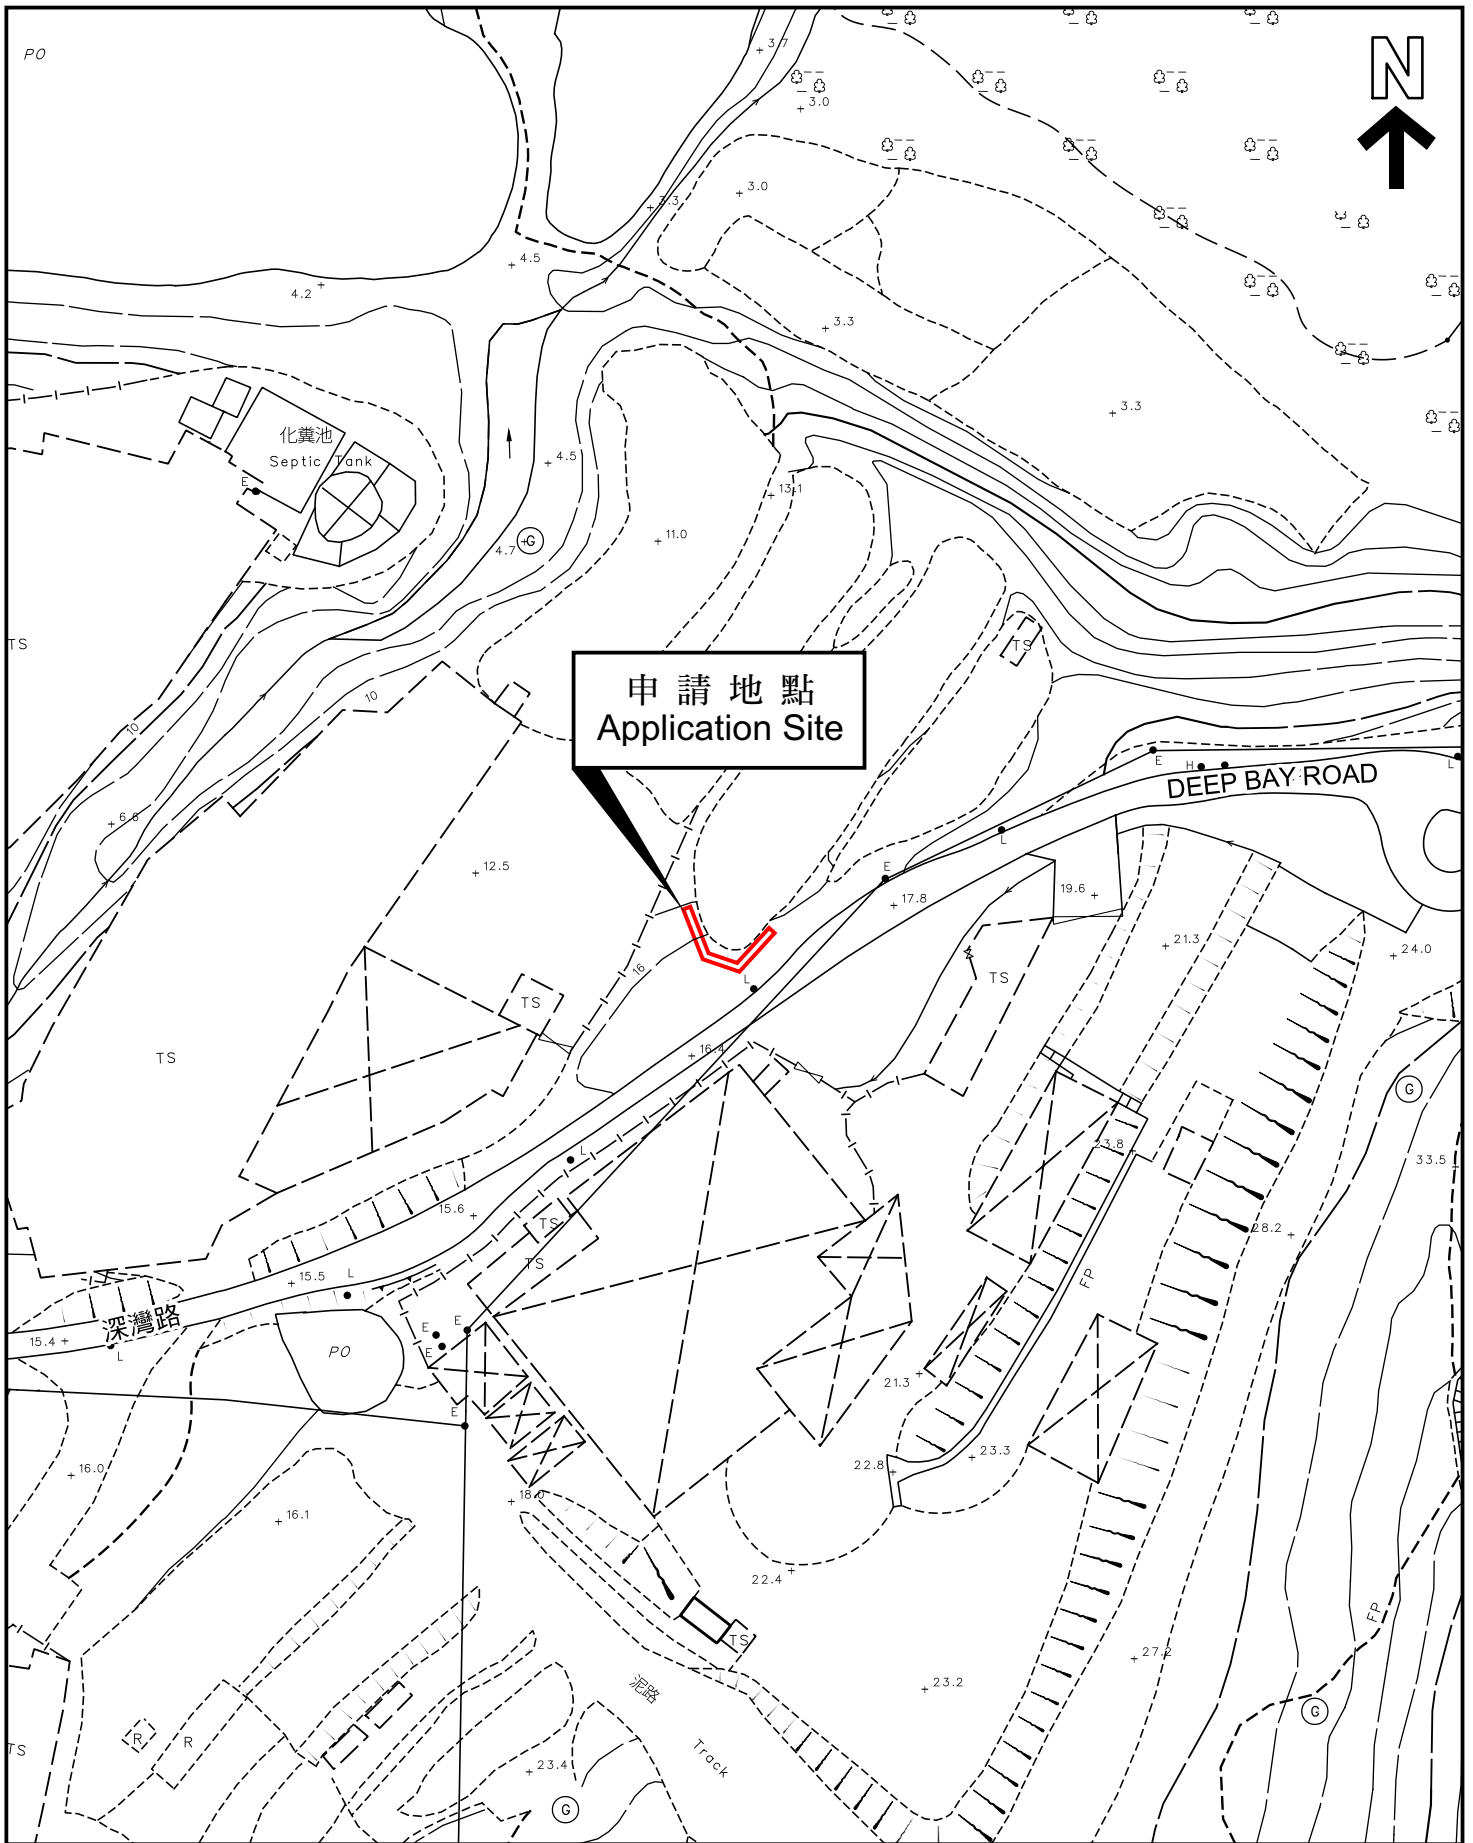 PO
N
3.7
3.0
3.0
3.3
4.5
4.2
3.3
3.3
化糞池
Septic Tank
E
4.5
13.1
11.0
4.7
G
TS
TS
申請地點
Application Site
10
10
E
H
L
DEEP BAY ROAD
6.6
L
12.5
E
17.8
19.6
21.3
24.0
16
L
TS
TS
16.4
TS
G
23.8
33.5
L
15.6
TS
28.2
TS
15.5
L
FP
深灣路
15.4
L
PO
E
E
E
21.3
E
23.3
22.8
16.0
18.0
16.1
22.4
FP
TS
27.2
泥路
23.2
G
R
R
TS
Track
23.4
G